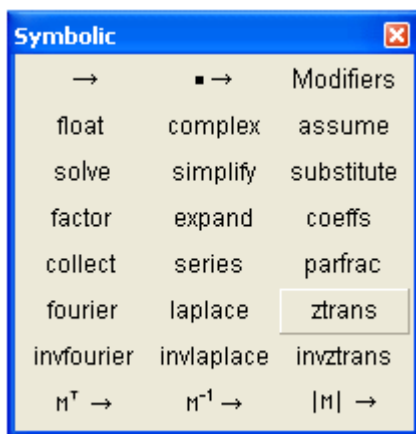 Symbolic
→ ▪ → Modifiers
float complex assume
solve simplify substitute
factor expand coeffs
collect series parfrac
fourier laplace ztrans
invfourier invlaplace invztrans
Mᵀ → M⁻¹ → |M| →